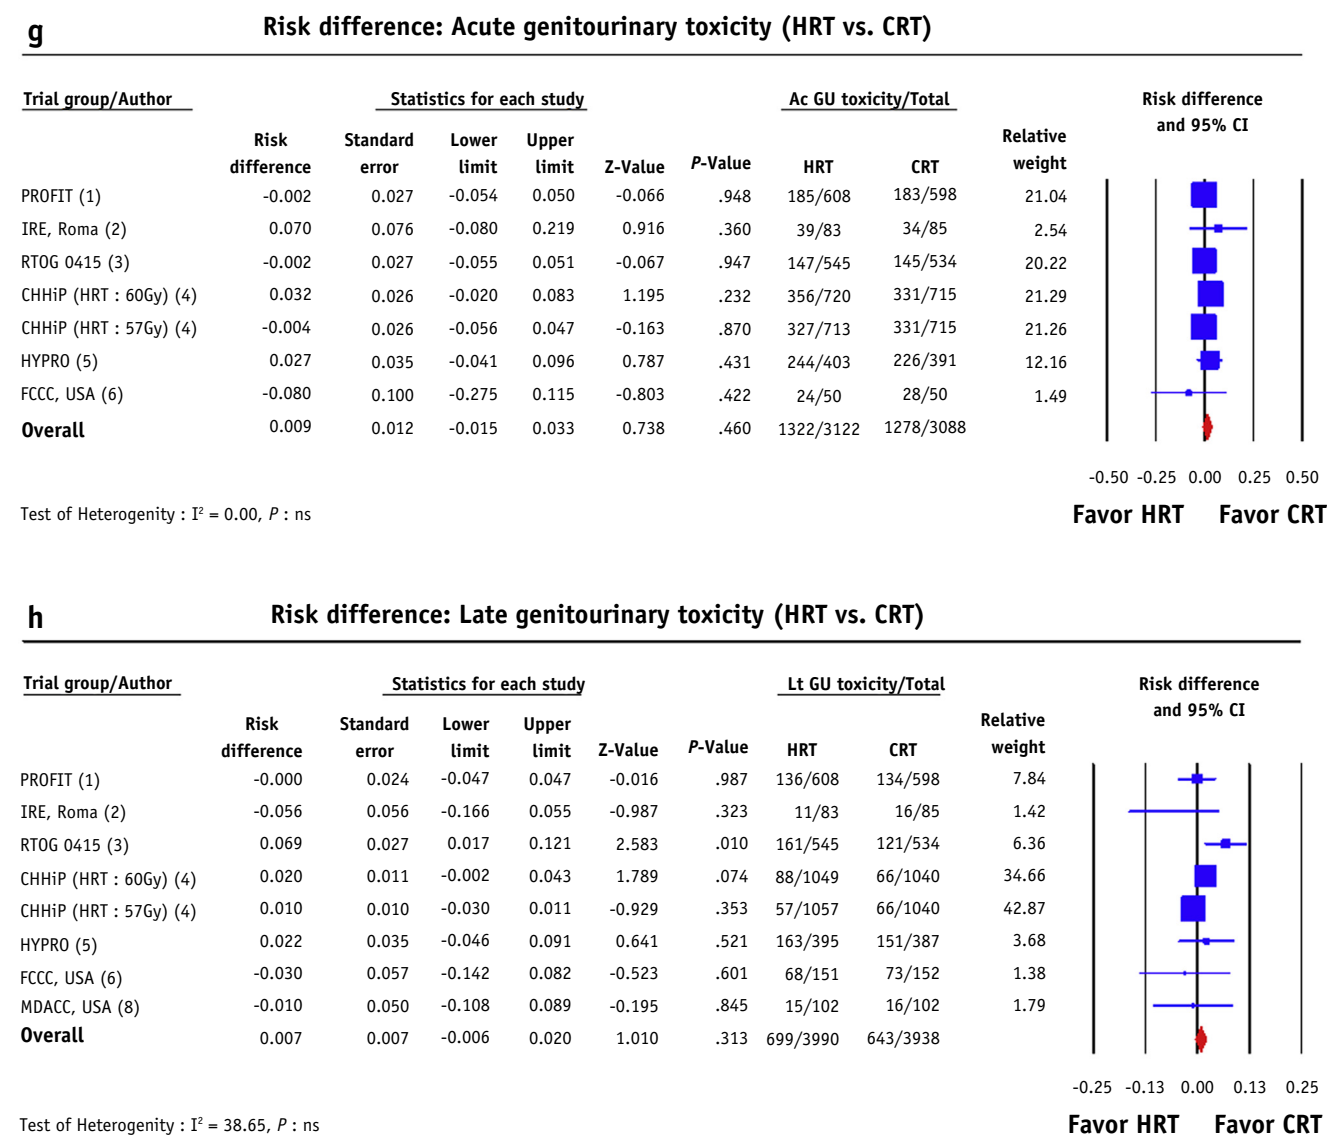 g
Risk difference: Acute genitourinary toxicity (HRT vs. CRT)
Trial group/Author Statistics for each study Ac GU toxicity/Total Risk difference and 95% CI
Risk difference Standard error Lower limit Upper limit Z-Value P-Value HRT CRT Relative weight
PROFIT (1) -0.002 0.027 -0.054 0.050 -0.066 .948 185/608 183/598 21.04
IRE, Roma (2) 0.070 0.076 -0.080 0.219 0.916 .360 39/83 34/85 2.54
RTOG 0415 (3) -0.002 0.027 -0.055 0.051 -0.067 .947 147/545 145/534 20.22
CHHiP (HRT : 60Gy) (4) 0.032 0.026 -0.020 0.083 1.195 .232 356/720 331/715 21.29
CHHiP (HRT : 57Gy) (4) -0.004 0.026 -0.056 0.047 -0.163 .870 327/713 331/715 21.26
HYPRO (5) 0.027 0.035 -0.041 0.096 0.787 .431 244/403 226/391 12.16
FCCC, USA (6) -0.080 0.100 -0.275 0.115 -0.803 .422 24/50 28/50 1.49
Overall 0.009 0.012 -0.015 0.033 0.738 .460 1322/3122 1278/3088
-0.50 -0.25 0.00 0.25 0.50
Test of Heterogenity : I² = 0.00, P : ns
Favor HRT Favor CRT
h
Risk difference: Late genitourinary toxicity (HRT vs. CRT)
Trial group/Author Statistics for each study Lt GU toxicity/Total Risk difference and 95% CI
Risk difference Standard error Lower limit Upper limit Z-Value P-Value HRT CRT Relative weight
PROFIT (1) -0.000 0.024 -0.047 0.047 -0.016 .987 136/608 134/598 7.84
IRE, Roma (2) -0.056 0.056 -0.166 0.055 -0.987 .323 11/83 16/85 1.42
RTOG 0415 (3) 0.069 0.027 0.017 0.121 2.583 .010 161/545 121/534 6.36
CHHiP (HRT : 60Gy) (4) 0.020 0.011 -0.002 0.043 1.789 .074 88/1049 66/1040 34.66
CHHiP (HRT : 57Gy) (4) 0.010 0.010 -0.030 0.011 -0.929 .353 57/1057 66/1040 42.87
HYPRO (5) 0.022 0.035 -0.046 0.091 0.641 .521 163/395 151/387 3.68
FCCC, USA (6) -0.030 0.057 -0.142 0.082 -0.523 .601 68/151 73/152 1.38
MDACC, USA (8) -0.010 0.050 -0.108 0.089 -0.195 .845 15/102 16/102 1.79
Overall 0.007 0.007 -0.006 0.020 1.010 .313 699/3990 643/3938
-0.25 -0.13 0.00 0.13 0.25
Test of Heterogenity : I² = 38.65, P : ns
Favor HRT Favor CRT